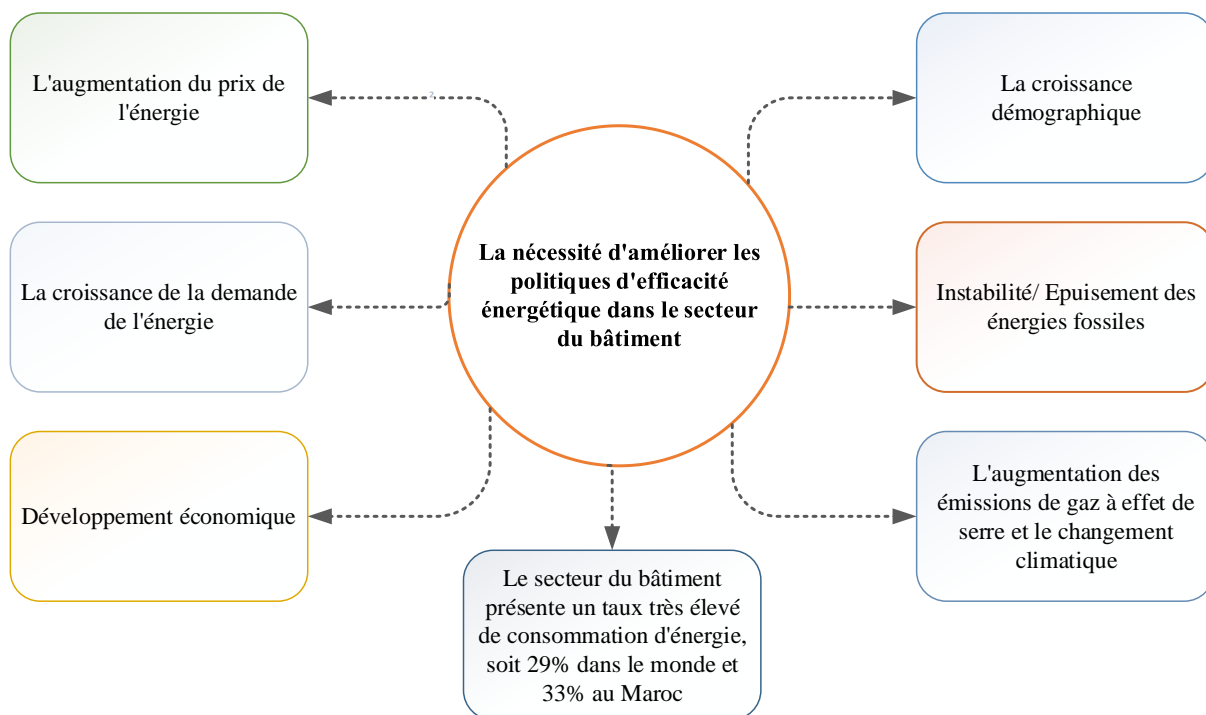 L'augmentation du prix de
l'énergie
La croissance
démographique
La nécessité d'améliorer les
politiques d'efficacité
énergétique dans le secteur
du bâtiment
La croissance de la demande
de l'énergie
Instabilité/ Epuisement des
énergies fossiles
Développement économique
L'augmentation des
émissions de gaz à effet de
serre et le changement
climatique
Le secteur du bâtiment
présente un taux très élevé
de consommation d'énergie,
soit 29% dans le monde et
33% au Maroc